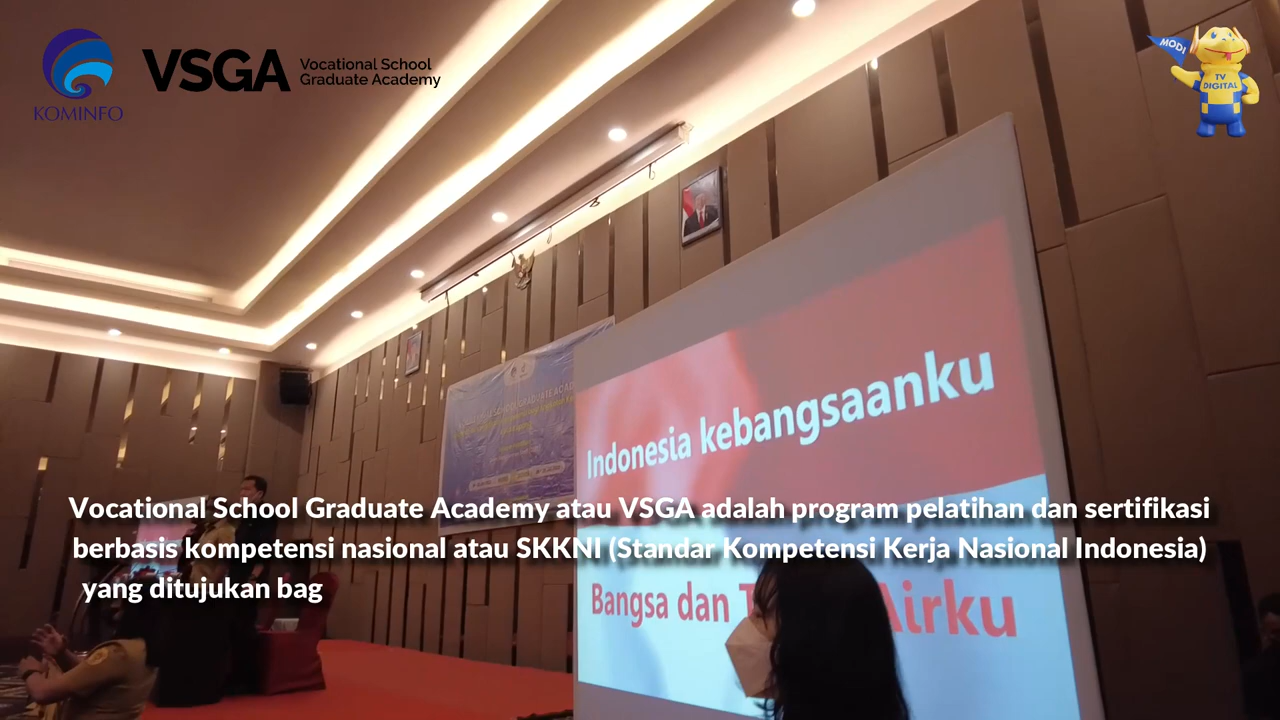 KOMINFO
VSGA
Vocational School
Graduate Academy
MODI
TV
DIGITAL
Indonesia kebangsaanku
Vocational School Graduate Academy atau VSGA adalah program pelatihan dan sertifikasi
berbasis kompetensi nasional atau SKKNI (Standar Kompetensi Kerja Nasional Indonesia)
yang ditujukan bag
Bangsa dan
Airku